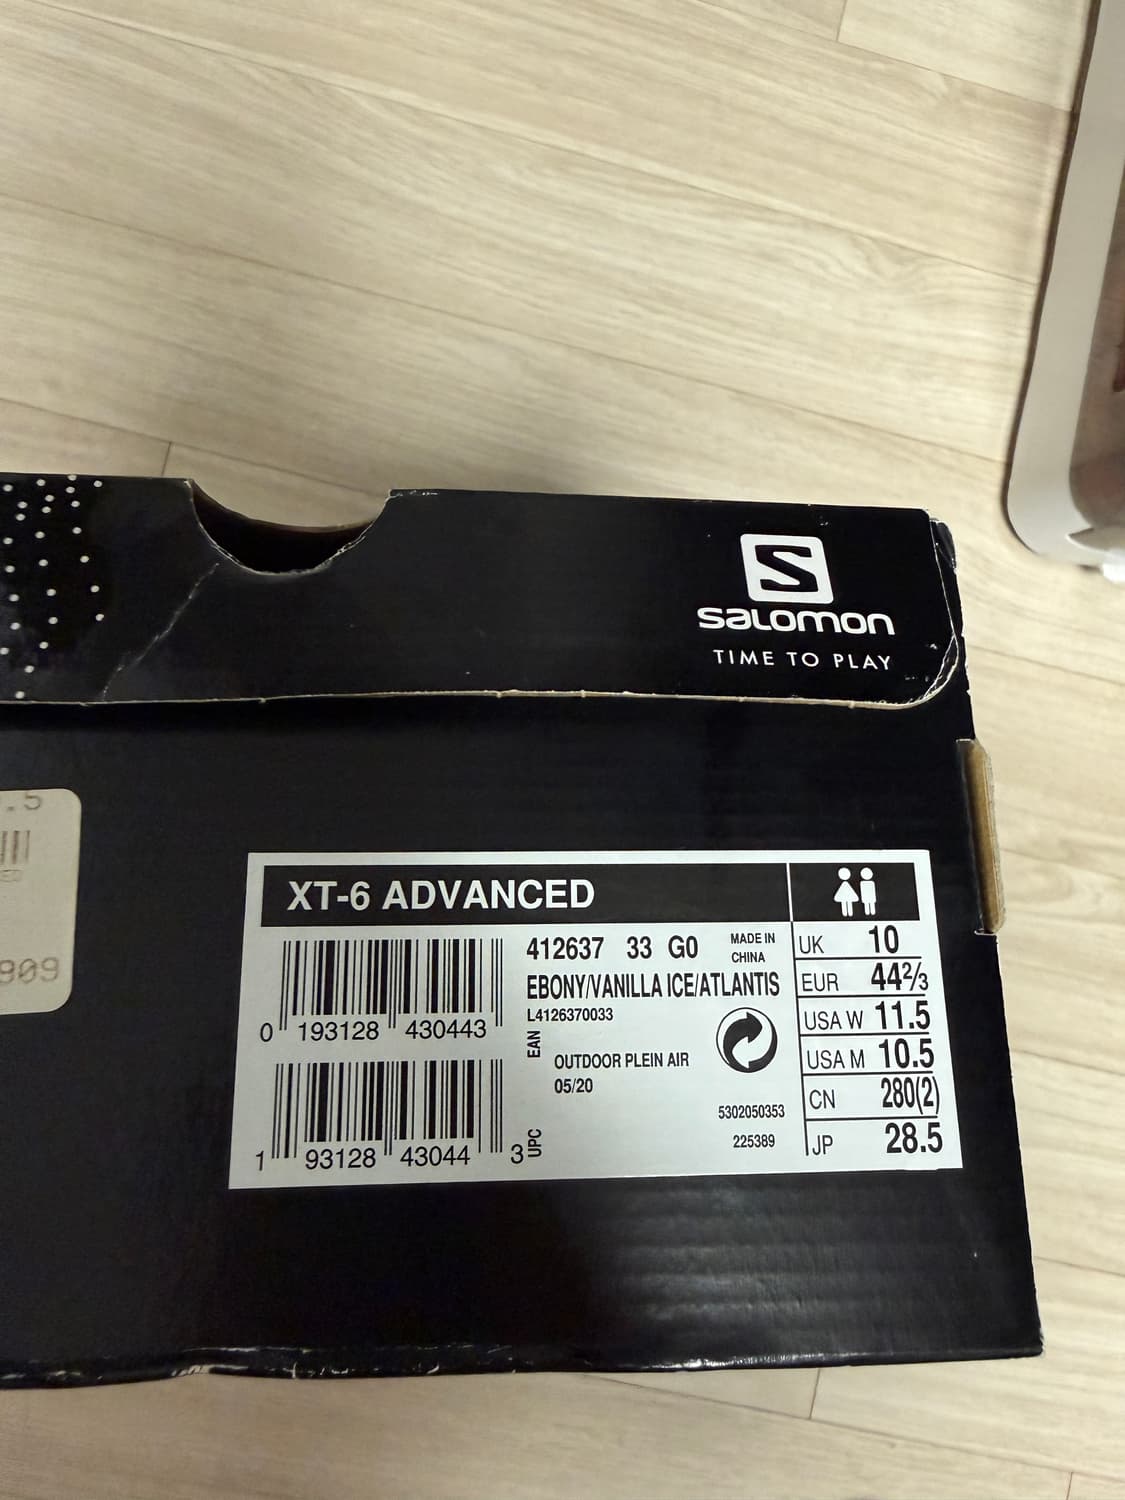 SALOMON
TIME TO PLAY
.5
909
XT-6 ADVANCED
412637 33 G0 MADE IN CHINA
EBONY/VANILLA ICE/ATLANTIS
L4126370033
0 193128 430443
EAN
OUTDOOR PLEIN AIR
05/20
5302050353
225389
1 93128 43044 3
UPC
UK 10
EUR 44⅔
USA W 11.5
USA M 10.5
CN 280(2)
JP 28.5